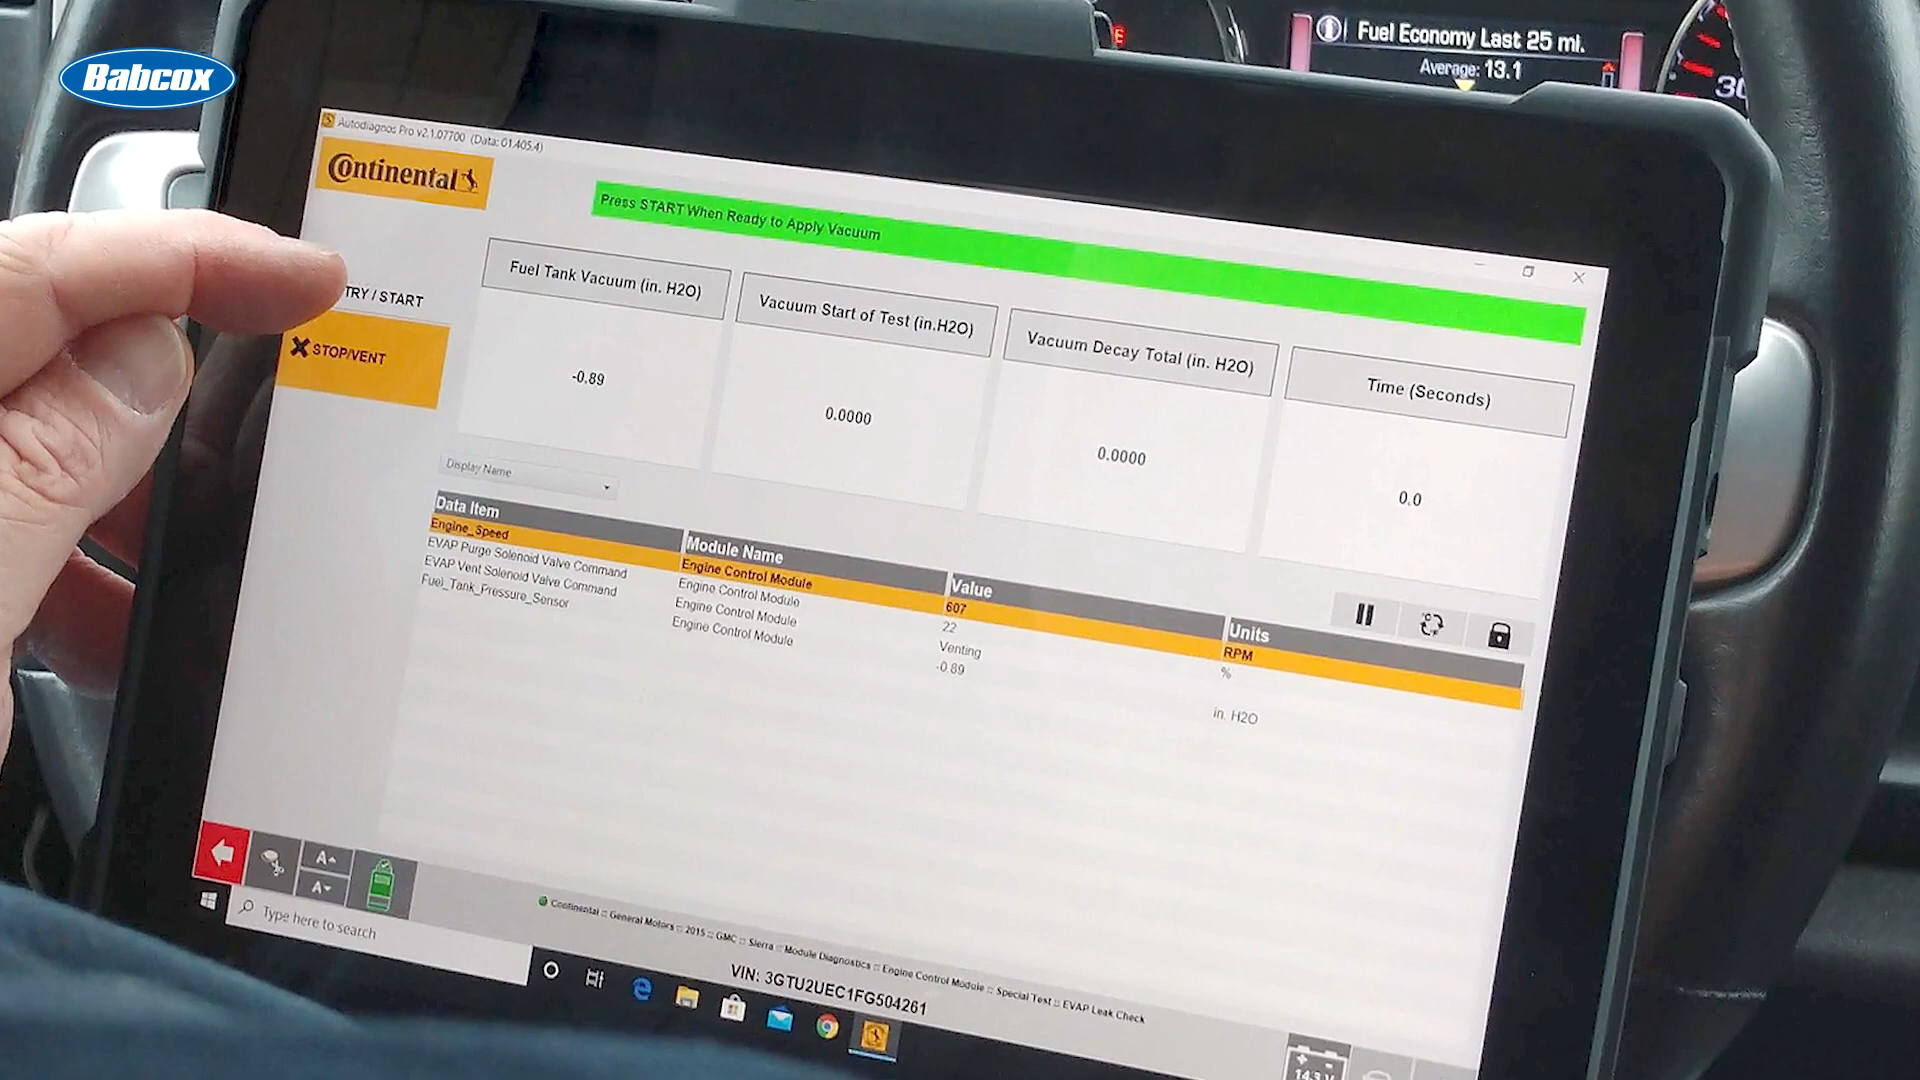 Babcox
E
Fuel Economy Last 25 mi.
Average: 13.1
Autodiagnos Pro v2.1.07700 (Data: 01.405.4)
Continental
Press START When Ready to Apply Vacuum
TRY / START
STOP/VENT
Fuel Tank Vacuum (in. H2O)
-0.89
Vacuum Start of Test (in.H2O)
0.0000
Vacuum Decay Total (in. H2O)
0.0000
Time (Seconds)
0.0
Display Name
Data Item Module Name Value Units
Engine_Speed Engine Control Module 607 RPM
EVAP Purge Solenoid Valve Command Engine Control Module 22 %
EVAP Vent Solenoid Valve Command Engine Control Module Venting
Fuel_Tank_Pressure_Sensor Engine Control Module -0.89 in. H2O
A
A
Continental :: General Motors :: 2015 :: GMC :: Sierra :: Module Diagnostics :: Engine Control Module :: Special Test :: EVAP Leak Check
VIN: 3GTU2UEC1FG504261
Type here to search
14.3 V